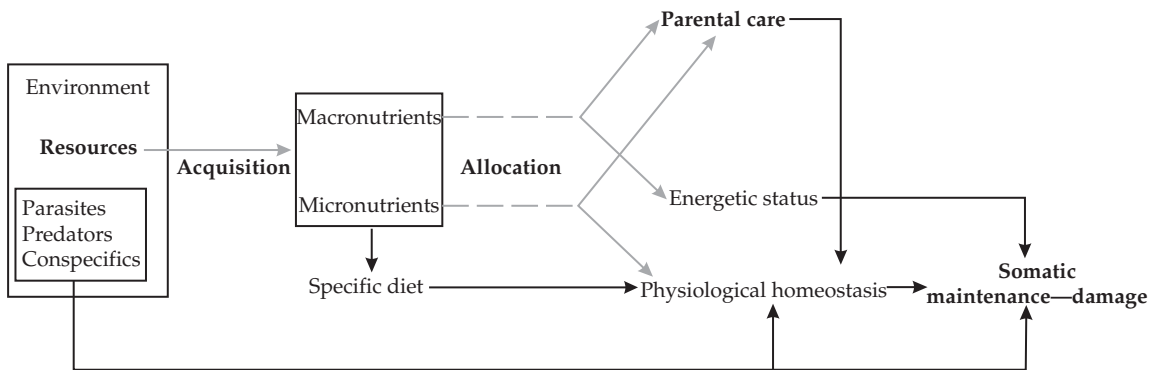 Parental care
Environment
Macronutrients
Resources
Acquisition
Allocation
Micronutrients
Energetic status
Parasites
Predators
Conspecifics
Specific diet
Physiological homeostasis
Somatic
maintenance—damage